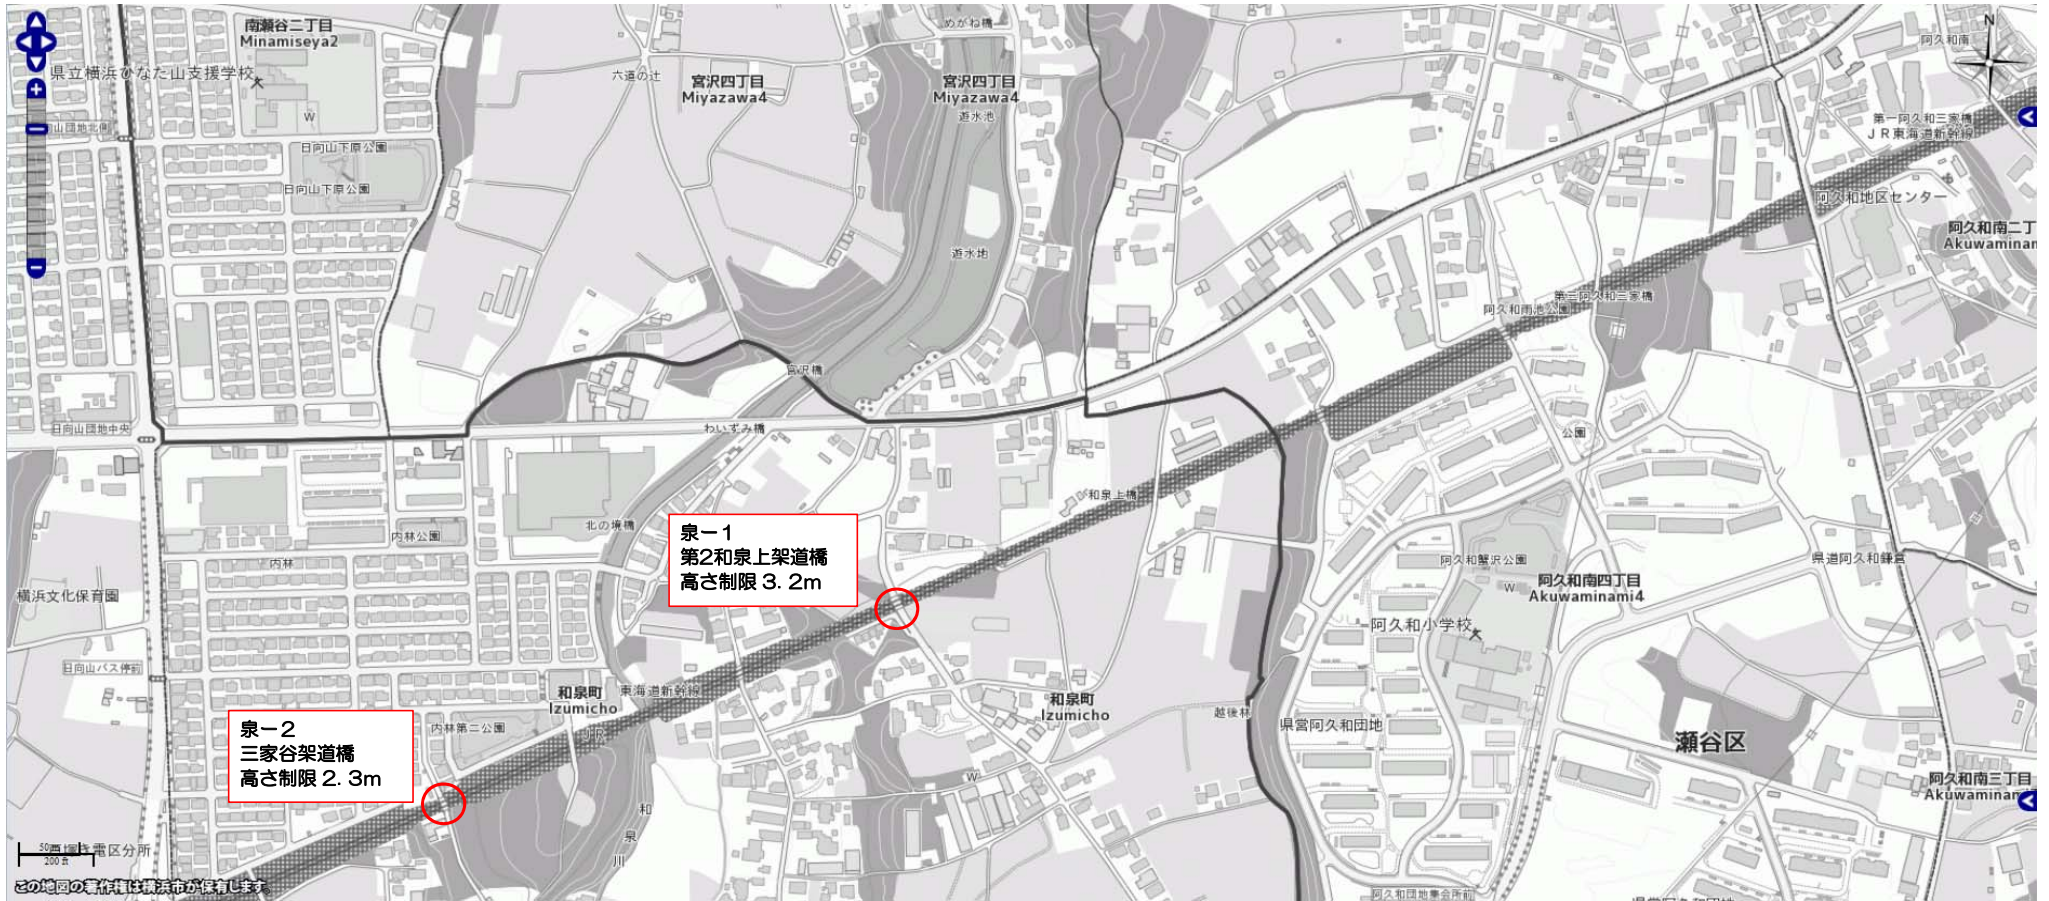 南瀬谷二丁目
Minamiseya2
県立横浜ひなた山支援学校
W
山団地北側
日向山下原公園
日向山下原公園
六道の辻
宮沢四丁目
Miyazawa4
めがね橋
宮沢四丁目
Miyazawa4
遊水池
遊水地
N
阿久和南
第一阿久和三家橋
JR東海道新幹線
阿久和地区センター
阿久和南二丁
Akuwaminan
第三阿久和三家橋
阿久和雨池公園
宮沢橋
日向山団地中央
わいずみ橋
公園
和泉上橋
北の境橋
内林公園
内林
横浜文化保育園
泉ー1
第2和泉上架道橋
高さ制限3.2m
阿久和蟹沢公園
W
阿久和南四丁目
Akuwaminami4
県道阿久和鎌倉
阿久和小学校
日向山バス停前
和泉町
Izumicho
東海道新幹線
JR
和泉町
Izumicho
越後林
県営阿久和団地
瀬谷区
内林第二公園
泉ー2
三家谷架道橋
高さ制限2.3m
W
阿久和南三丁目
Akuwaminami
和泉川
き電区分所
50
200 ft
この地図の著作権は横浜市が保有します。
阿久和団地集会所前